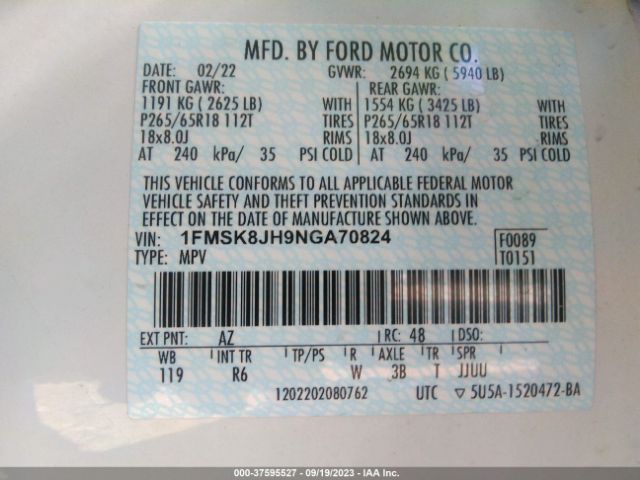 MFD. BY FORD MOTOR CO.
DATE: 02/22 GVWR: 2694 KG ( 5940 LB)
FRONT GAWR: REAR GAWR:
1191 KG ( 2625 LB) WITH 1554 KG ( 3425 LB) WITH
P265/65R18 112T TIRES P265/65R18 112T TIRES
18x8.0J RIMS 18x8.0J RIMS
AT 240 kPa/ 35 PSI COLD AT 240 kPa/ 35 PSI COLD
THIS VEHICLE CONFORMS TO ALL APPLICABLE FEDERAL MOTOR
VEHICLE SAFETY AND THEFT PREVENTION STANDARDS IN
EFFECT ON THE DATE OF MANUFACTURE SHOWN ABOVE.
VIN: 1FMSK8JH9NGA70824 F0089
TYPE: MPV T0151
EXT PNT: AZ RC: 48 DSO:
WB INT TR TP/PS R AXLE TR SPR
119 R6 W 3B T JJUU
1202202080762 UTC ▽ 5U5A-1520472-BA
000-37595527 - 09/19/2023 - IAA Inc.